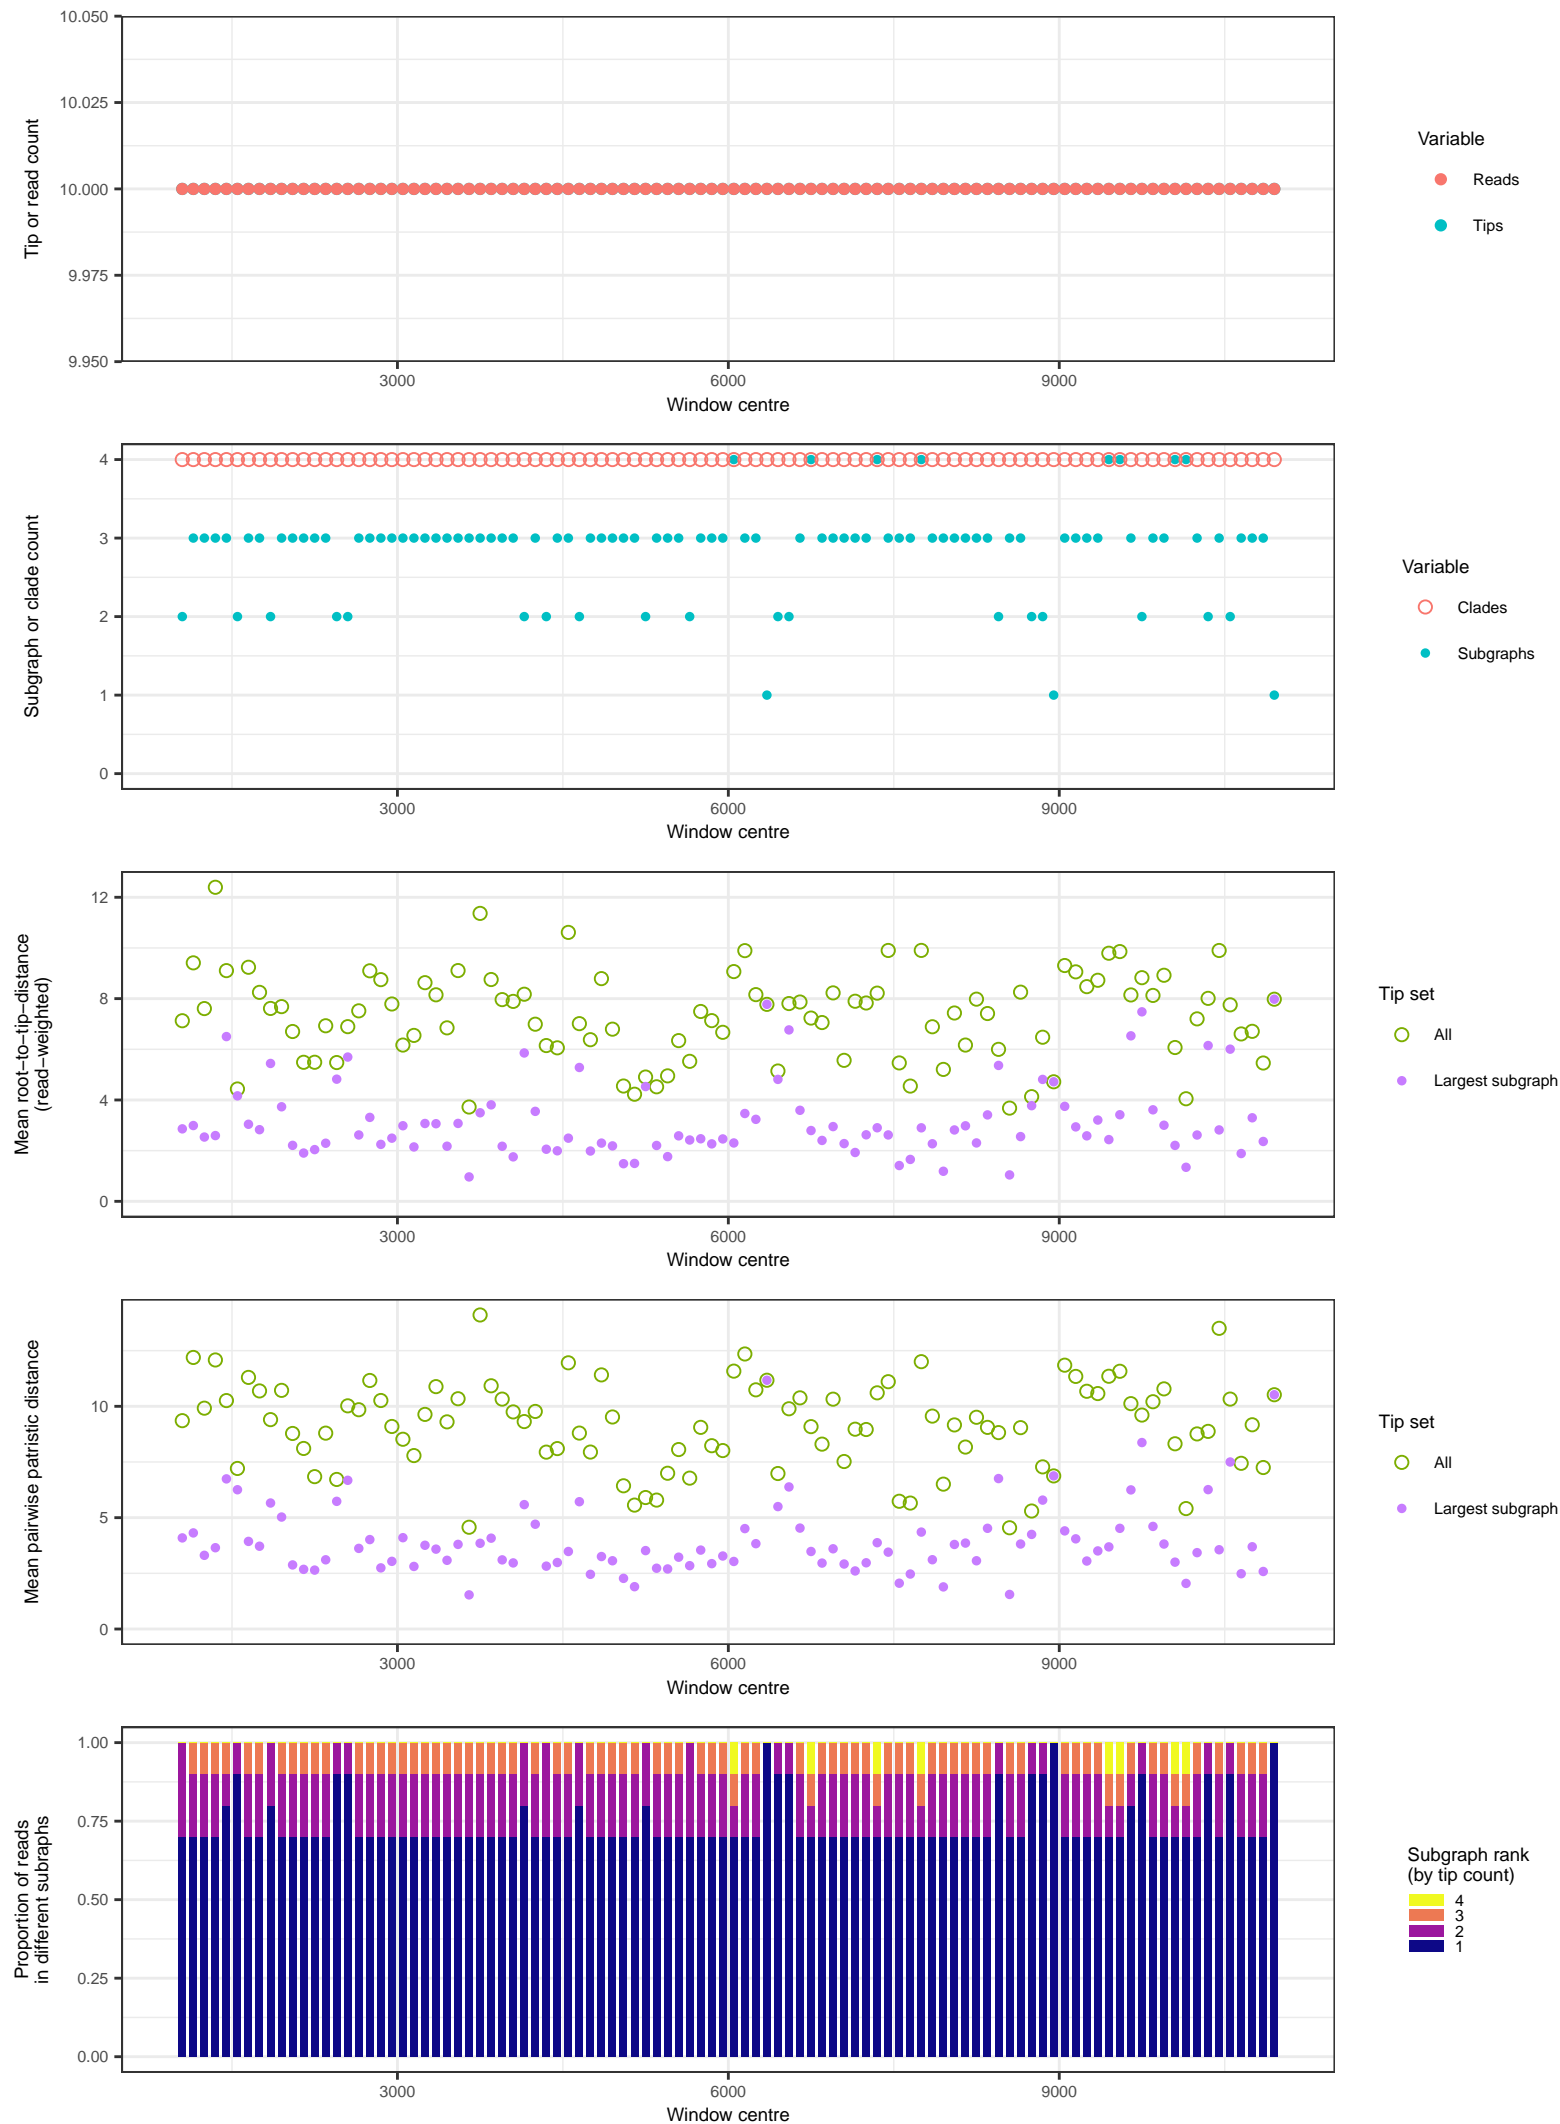 10.050
10.025
10.000
9.975
9.950
Tip or read count
3000 6000 9000
Window centre
Variable
Reads
Tips
4
3
2
1
0
Subgraph or clade count
3000 6000 9000
Window centre
Variable
Clades
Subgraphs
12
8
4
0
Mean root−to−tip−distance
(read−weighted)
3000 6000 9000
Window centre
Tip set
All
Largest subgraph
10
5
0
Mean pairwise patristic distance
3000 6000 9000
Window centre
Tip set
All
Largest subgraph
1.00
0.75
0.50
0.25
0.00
Proportion of reads
in different subraphs
3000 6000 9000
Window centre
Subgraph rank
(by tip count)
4
3
2
1